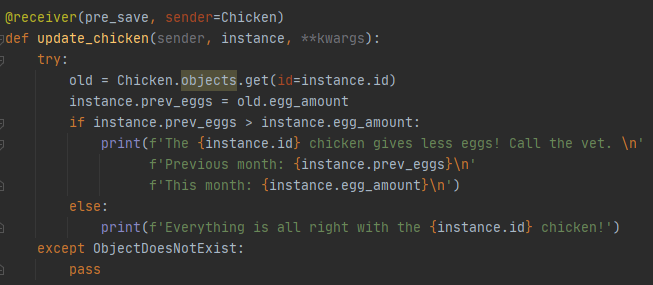 @receiver(pre_save, sender=Chicken)
def update_chicken(sender, instance, **kwargs):
    try:
        old = Chicken.objects.get(id=instance.id)
        instance.prev_eggs = old.egg_amount
        if instance.prev_eggs > instance.egg_amount:
            print(f'The {instance.id} chicken gives less eggs! Call the vet. \n'
                  f'Previous month: {instance.prev_eggs}\n'
                  f'This month: {instance.egg_amount}\n')
        else:
            print(f'Everything is all right with the {instance.id} chicken!')
    except ObjectDoesNotExist:
        pass